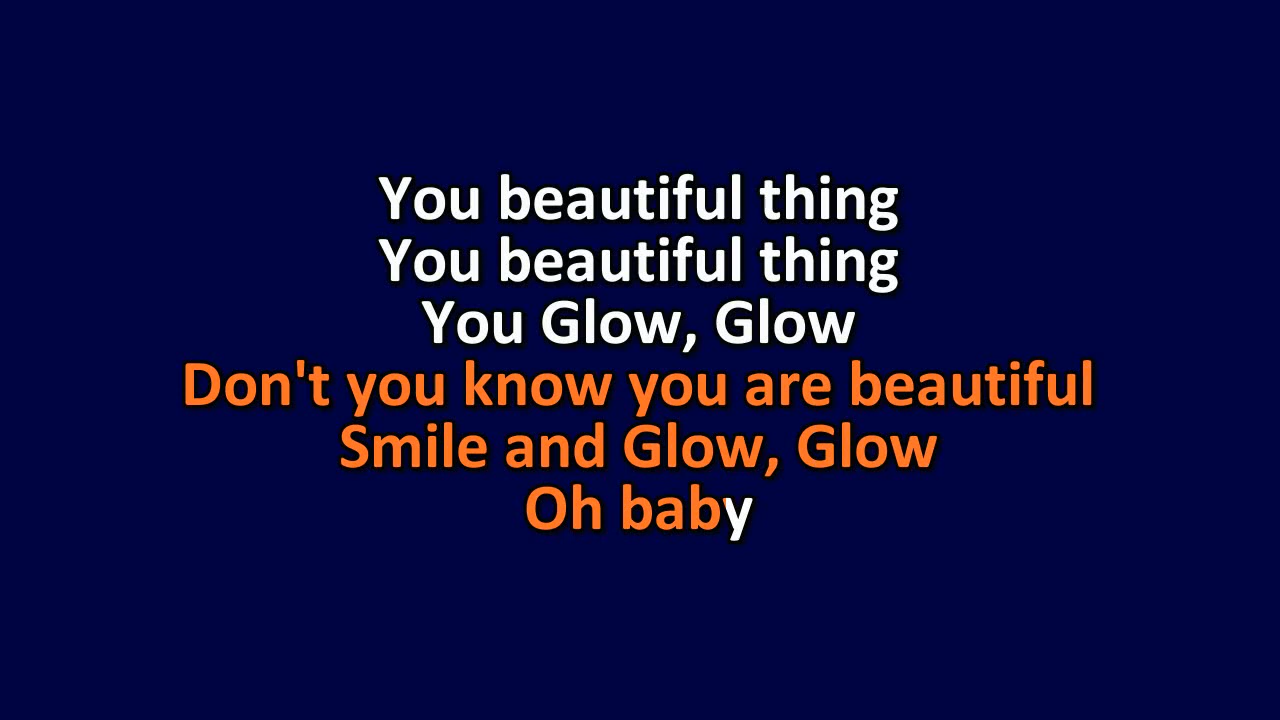 You beautiful thing
You beautiful thing
You Glow, Glow
Don't you know you are beautiful
Smile and Glow, Glow
Oh baby